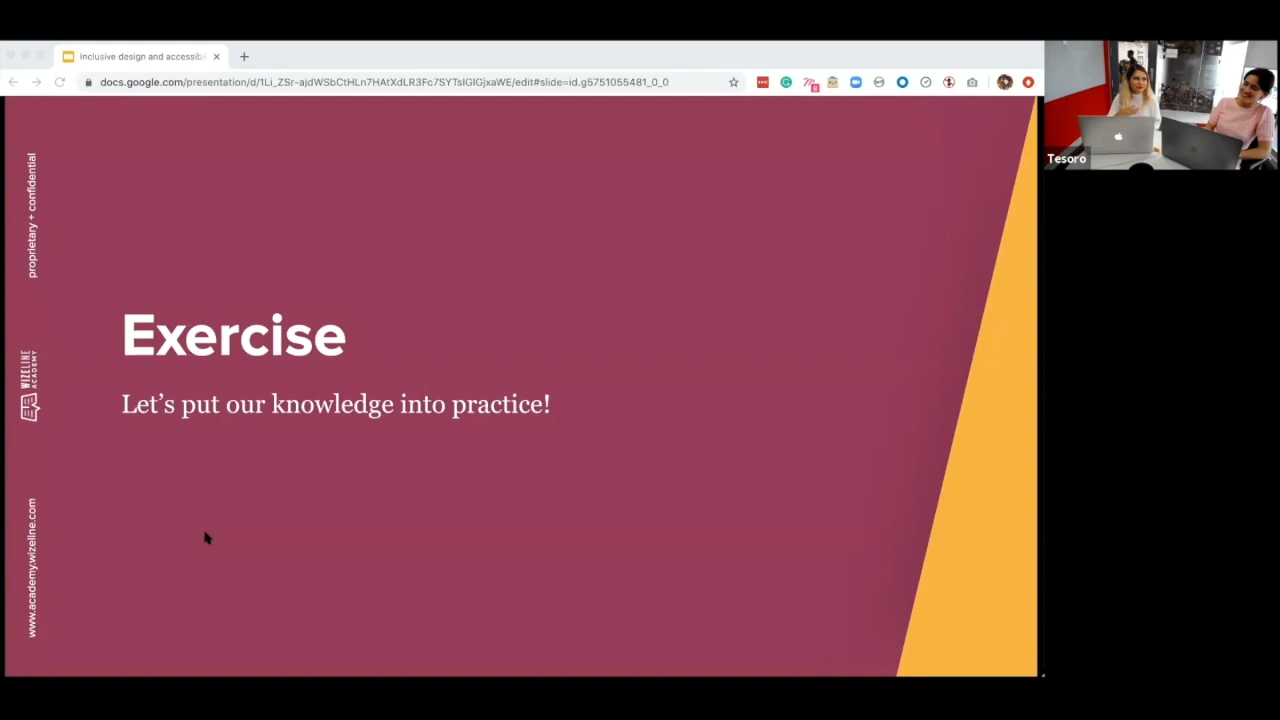 Inclusive design and accessibi
docs.google.com/presentation/d/1Li_ZSr-ajdWSbCtHLn7HAtXdLR3Fc7SYTsIGIGjxaWE/edit#slide=id.g5751055481_0_0
proprietary + confidential
WIZELINE
ACADEMY
www.academy.wizeline.com
Exercise
Let’s put our knowledge into practice!
Tesoro